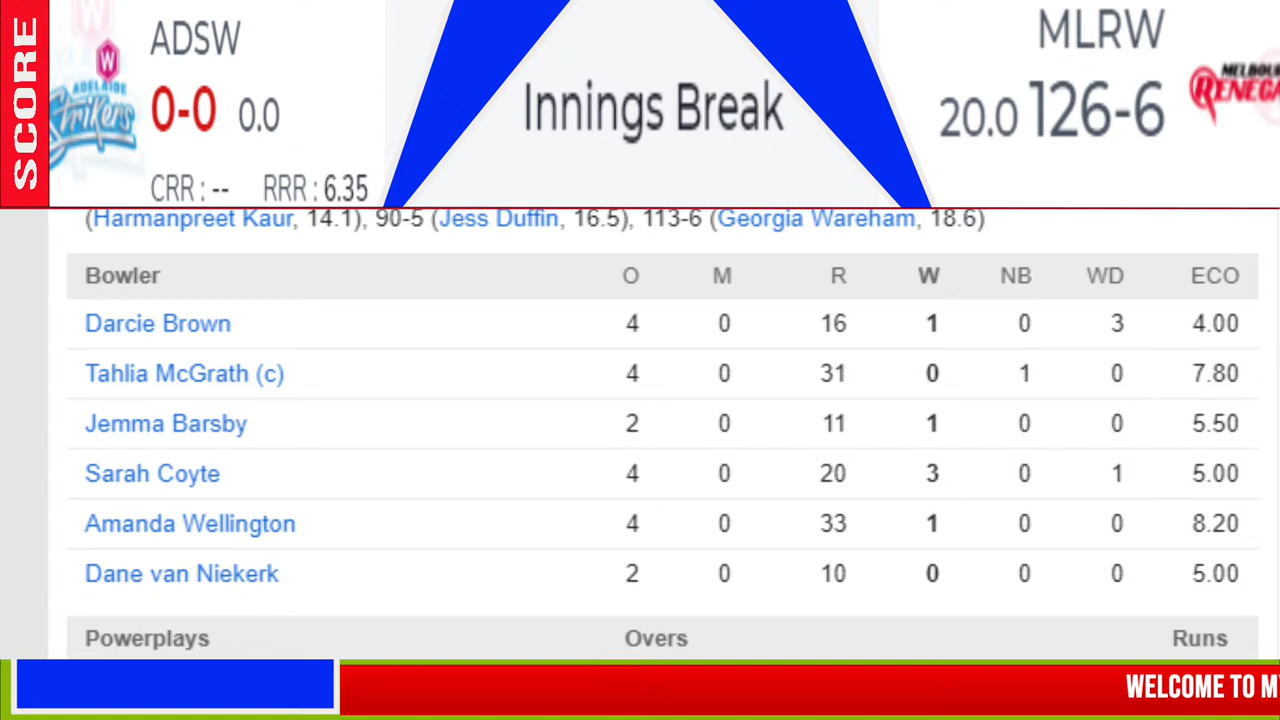 SCORE
ADSW
0-0 0.0
CRR : -- RRR : 6.35
W
ADELAIDE
Strikers
Innings Break
MLRW
20.0 126-6
(Harmanpreet Kaur, 14.1), 90-5 (Jess Duffin, 16.5), 113-6 (Georgia Wareham, 18.6)
Bowler O M R W NB WD ECO
Darcie Brown 4 0 16 1 0 3 4.00
Tahlia McGrath (c) 4 0 31 0 1 0 7.80
Jemma Barsby 2 0 11 1 0 0 5.50
Sarah Coyte 4 0 20 3 0 1 5.00
Amanda Wellington 4 0 33 1 0 0 8.20
Dane van Niekerk 2 0 10 0 0 0 5.00
Powerplays Overs Runs
WELCOME TO